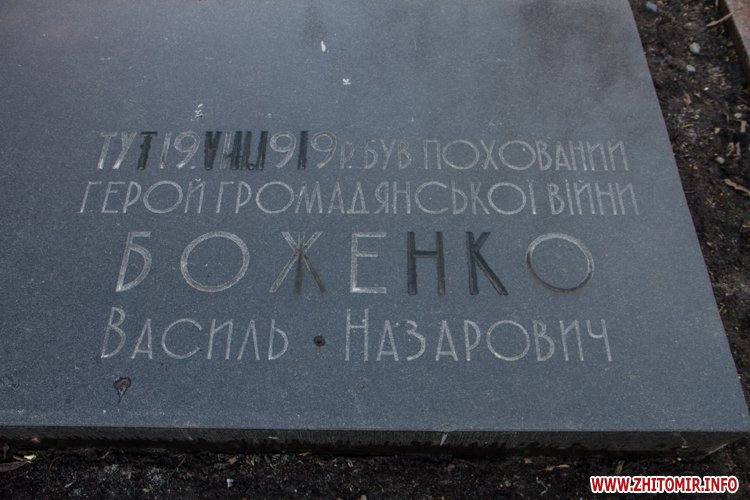 ТУТ 19.VIII.1919 р. БУВ ПОХОВАНИЙ
ГЕРОЙ ГРОМАДЯНСЬКОЇ ВІЙНИ
БОЖЕНКО
ВАСИЛЬ · НАЗАРОВИЧ
WWW.ZHITOMIR.INFO